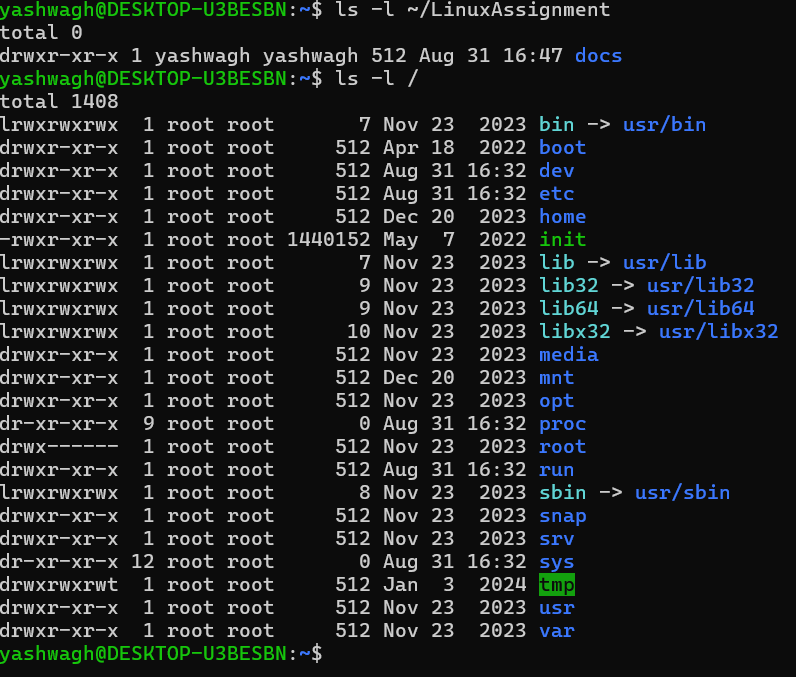 yashwagh@DESKTOP-U3BESBN:~$ ls -l ~/LinuxAssignment
total 0
drwxr-xr-x 1 yashwagh yashwagh 512 Aug 31 16:47 docs
yashwagh@DESKTOP-U3BESBN:~$ ls -l /
total 1408
lrwxrwxrwx  1 root root       7 Nov 23  2023 bin -> usr/bin
drwxr-xr-x  1 root root     512 Apr 18  2022 boot
drwxr-xr-x  1 root root     512 Aug 31 16:32 dev
drwxr-xr-x  1 root root     512 Aug 31 16:32 etc
drwxr-xr-x  1 root root     512 Dec 20  2023 home
-rwxr-xr-x  1 root root 1440152 May  7  2022 init
lrwxrwxrwx  1 root root       7 Nov 23  2023 lib -> usr/lib
lrwxrwxrwx  1 root root       9 Nov 23  2023 lib32 -> usr/lib32
lrwxrwxrwx  1 root root       9 Nov 23  2023 lib64 -> usr/lib64
lrwxrwxrwx  1 root root      10 Nov 23  2023 libx32 -> usr/libx32
drwxr-xr-x  1 root root     512 Nov 23  2023 media
drwxr-xr-x  1 root root     512 Dec 20  2023 mnt
drwxr-xr-x  1 root root     512 Nov 23  2023 opt
dr-xr-xr-x  9 root root       0 Aug 31 16:32 proc
drwx------  1 root root     512 Nov 23  2023 root
drwxr-xr-x  1 root root     512 Aug 31 16:32 run
lrwxrwxrwx  1 root root       8 Nov 23  2023 sbin -> usr/sbin
drwxr-xr-x  1 root root     512 Nov 23  2023 snap
drwxr-xr-x  1 root root     512 Nov 23  2023 srv
dr-xr-xr-x 12 root root       0 Aug 31 16:32 sys
drwxrwxrwt  1 root root     512 Jan  3  2024 tmp
drwxr-xr-x  1 root root     512 Nov 23  2023 usr
drwxr-xr-x  1 root root     512 Nov 23  2023 var
yashwagh@DESKTOP-U3BESBN:~$